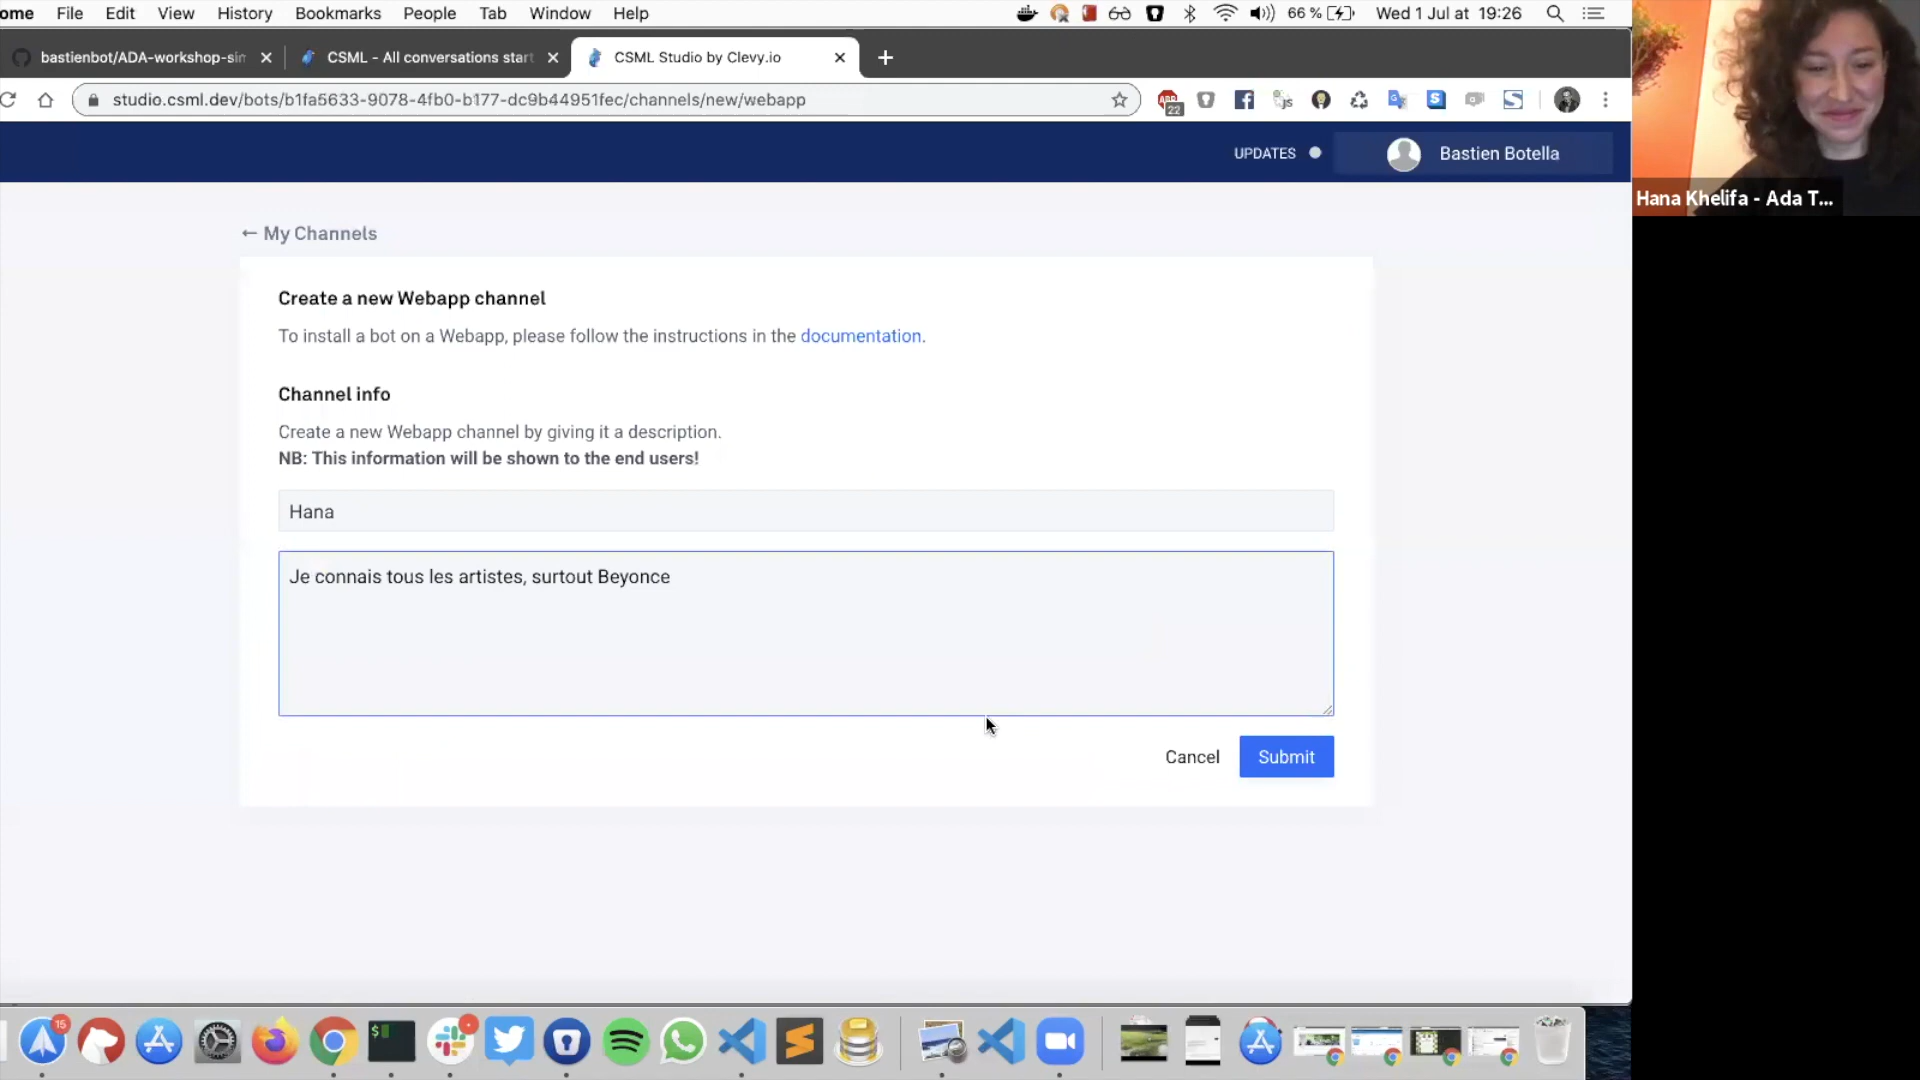 ome File Edit View History Bookmarks People Tab Window Help 66 % Wed 1 Jul at 19:26
bastienbot/ADA-workshop-sim CSML - All conversations start CSML Studio by Clevy.io
studio.csml.dev/bots/b1fa5633-9078-4fb0-b177-dc9b44951fec/channels/new/webapp 22
UPDATES Bastien Botella
Hana Khelifa - Ada T...
← My Channels
Create a new Webapp channel
To install a bot on a Webapp, please follow the instructions in the documentation.
Channel info
Create a new Webapp channel by giving it a description.
NB: This information will be shown to the end users!
Hana
Je connais tous les artistes, surtout Beyonce
Cancel Submit
15